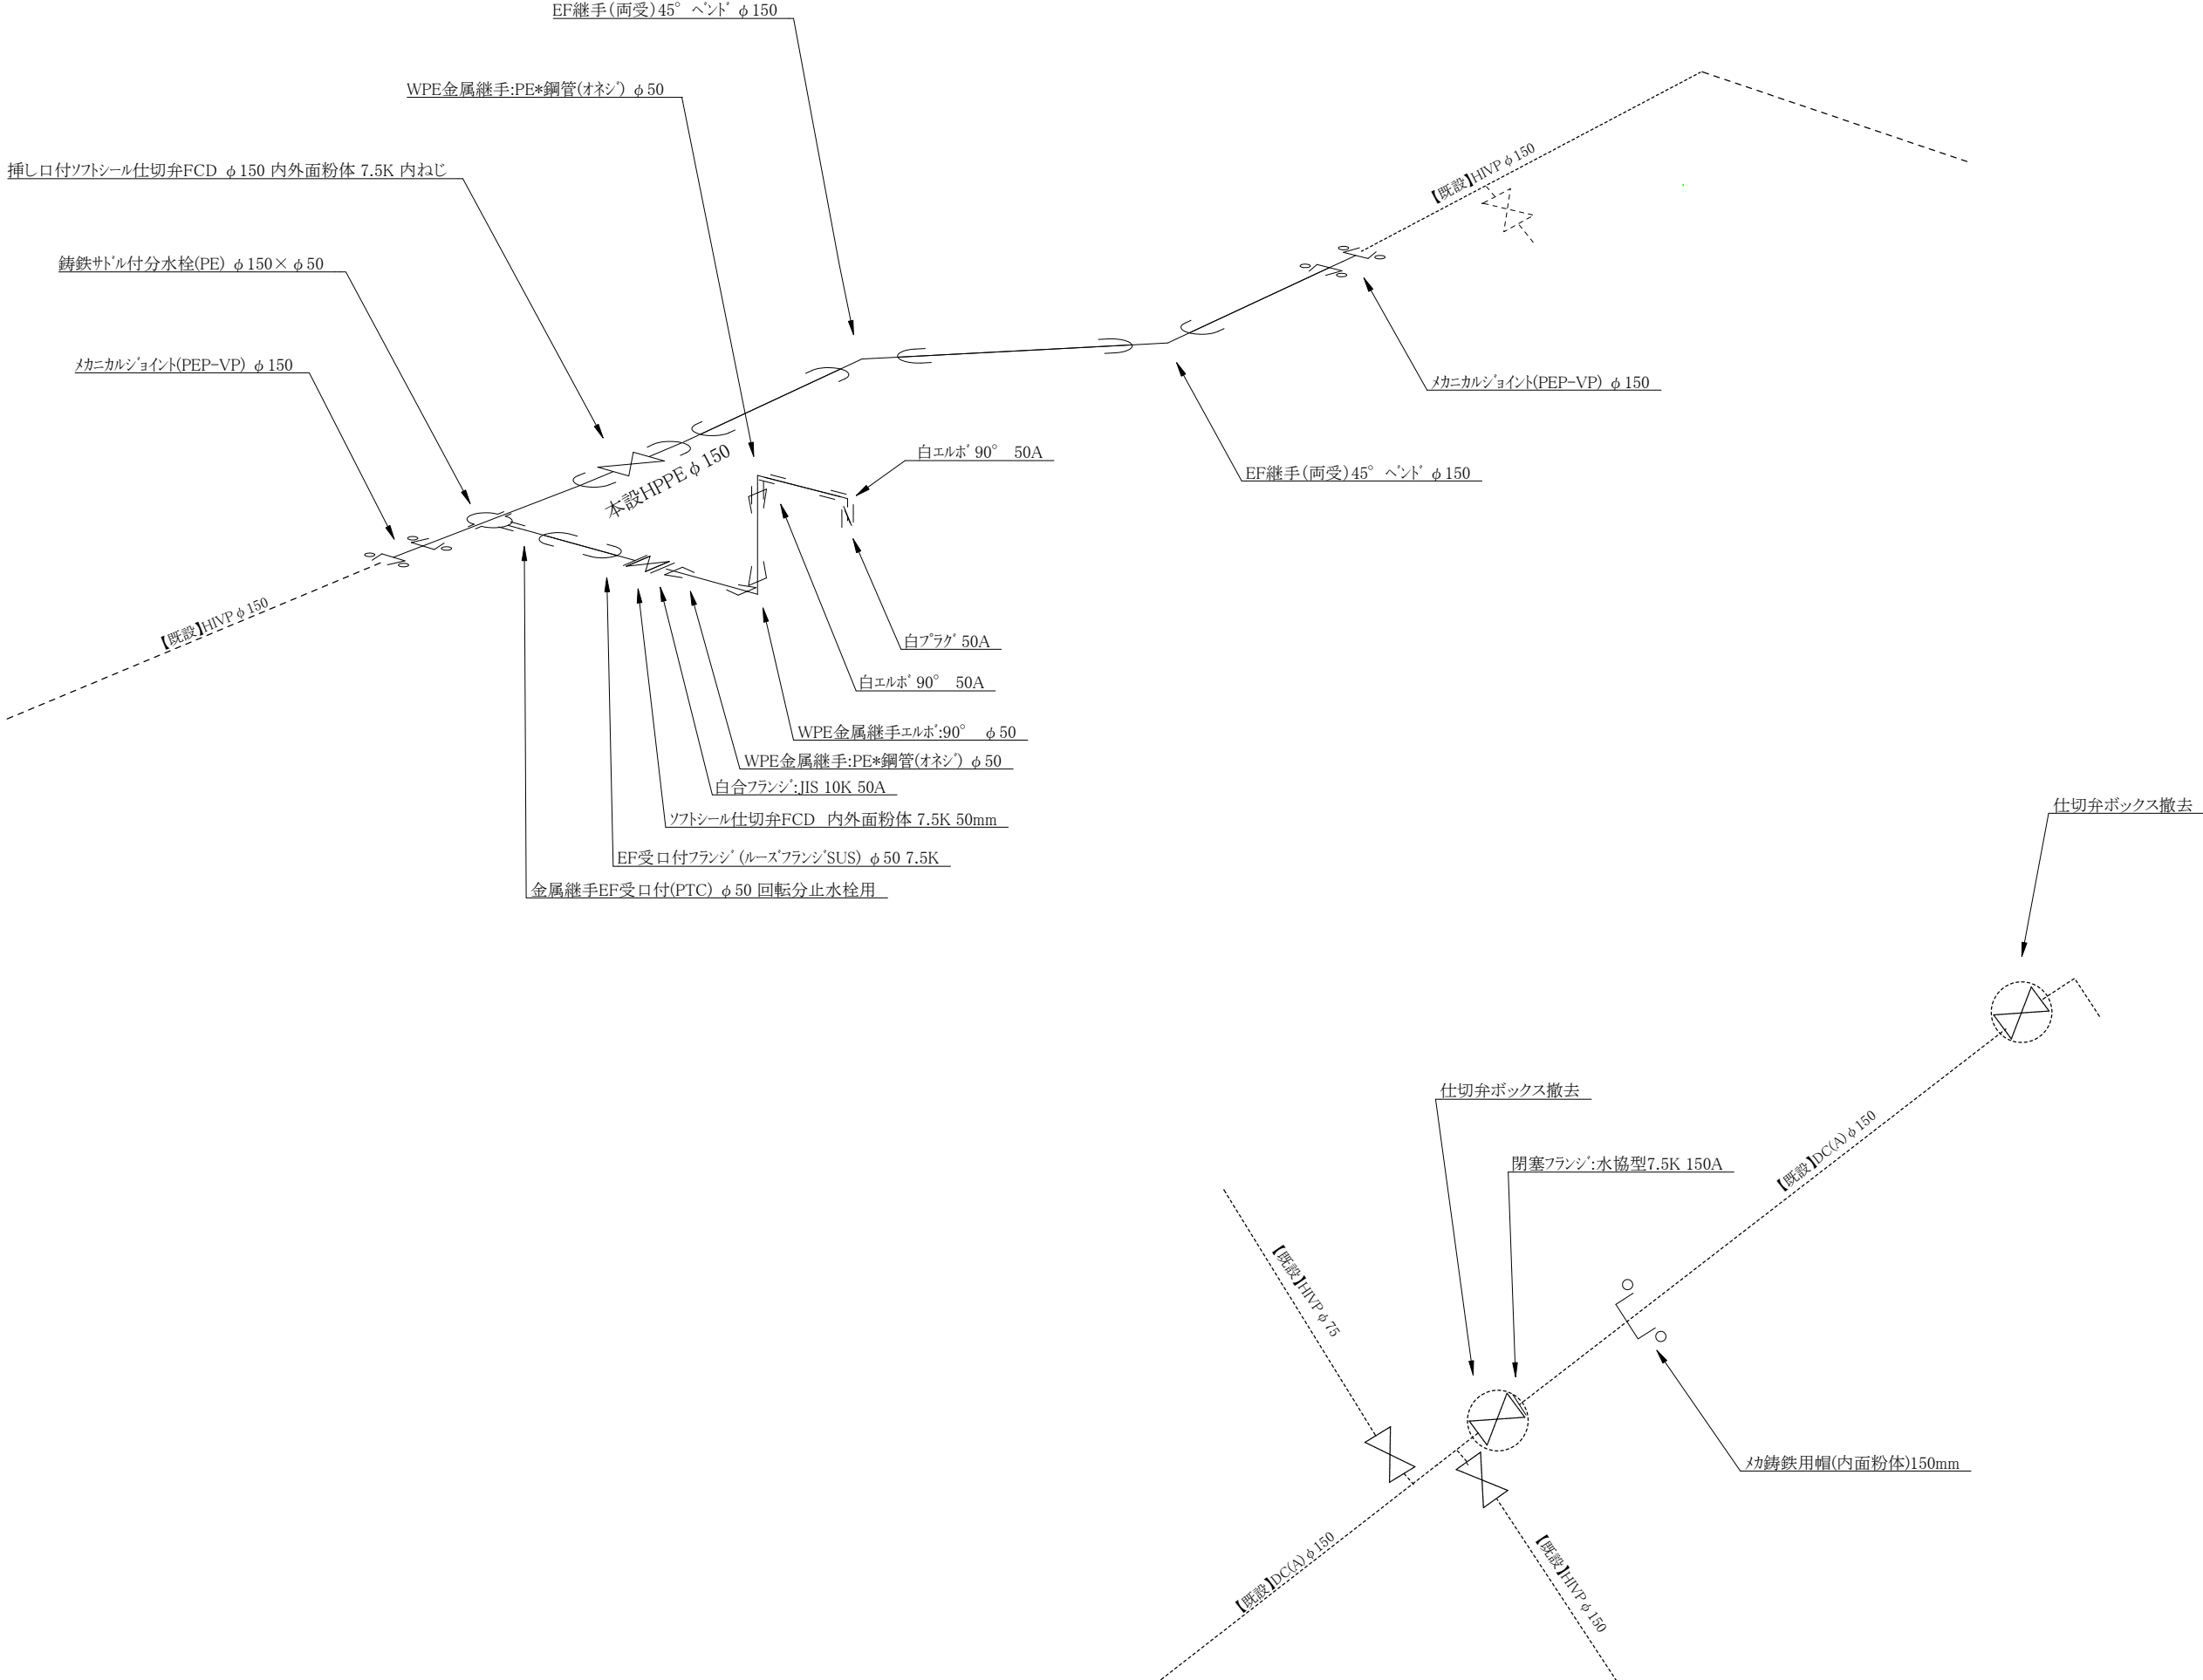 EF継手(両受)45° ﾍﾞﾝﾄﾞ φ150
WPE金属継手:PE*鋼管(ｵﾈｼﾞ) φ50
挿し口付ｿﾌﾄｼｰﾙ仕切弁FCD φ150 内外面粉体 7.5K 内ねじ
鋳鉄ｻﾄﾞﾙ付分水栓(PE) φ150×φ50
ﾒｶﾆｶﾙｼﾞｮｲﾝﾄ(PEP-VP) φ150
【既設】HIVPφ150
本設HPPEφ150
【既設】HIVPφ150
ﾒｶﾆｶﾙｼﾞｮｲﾝﾄ(PEP-VP) φ150
EF継手(両受)45° ﾍﾞﾝﾄﾞ φ150
白ｴﾙﾎﾞ 90° 50A
白ﾌﾟﾗｸﾞ 50A
白ｴﾙﾎﾞ 90° 50A
WPE金属継手ｴﾙﾎﾞ:90° φ50
WPE金属継手:PE*鋼管(ｵﾈｼﾞ) φ50
白合ﾌﾗﾝｼﾞ:JIS 10K 50A
ｿﾌﾄｼｰﾙ仕切弁FCD 内外面粉体 7.5K 50mm
EF受口付ﾌﾗﾝｼﾞ (ﾙｰｽﾞﾌﾗﾝｼﾞSUS) φ50 7.5K
金属継手EF受口付(PTC) φ50 回転分止水栓用
仕切弁ボックス撤去
仕切弁ボックス撤去
閉塞ﾌﾗﾝｼﾞ:水協型7.5K 150A
【既設】DC(A)φ150
【既設】HIVPφ75
ﾒｶ鋳鉄用帽(内面粉体)150mm
【既設】DC(A)φ150
【既設】HIVPφ150